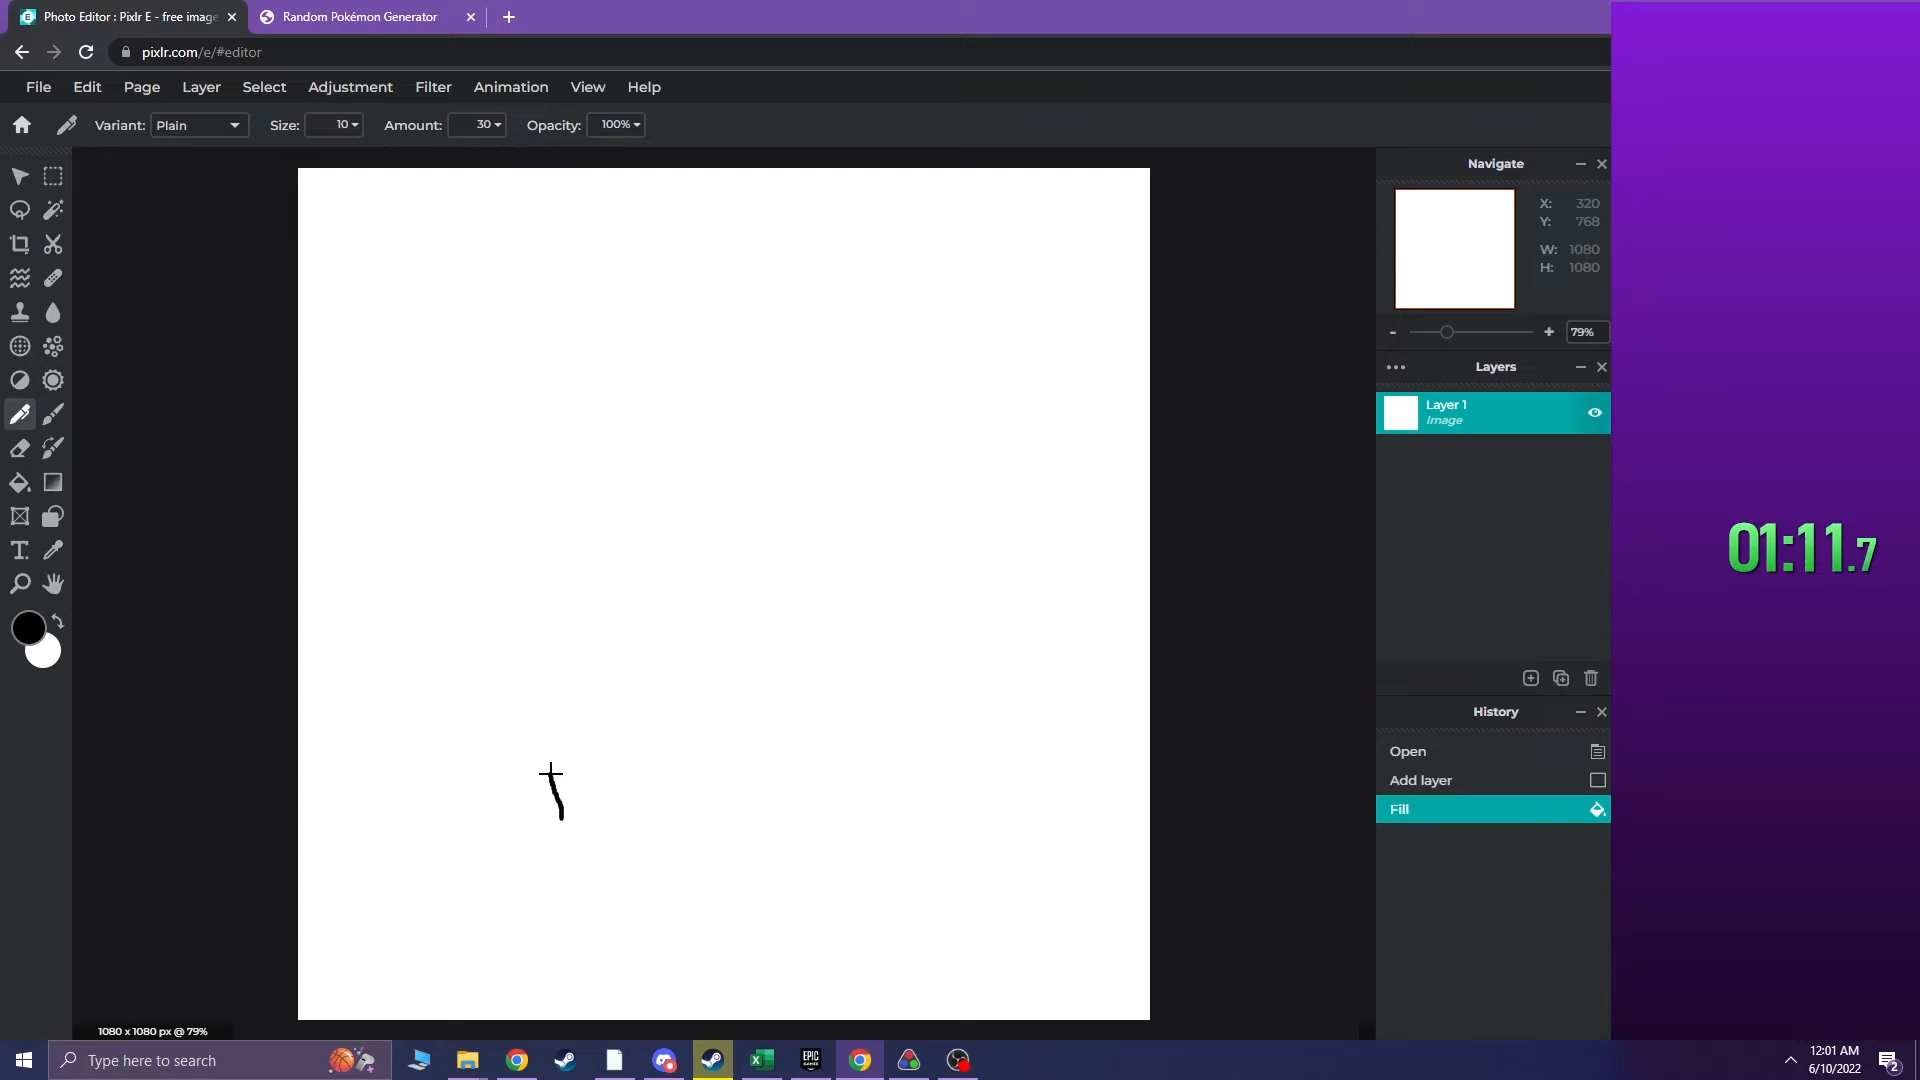 Photo Editor : Pixlr E - free image
Random Pokémon Generator
pixlr.com/e/#editor
File Edit Page Layer Select Adjustment Filter Animation View Help
Variant: Plain Size: 10 Amount: 30 Opacity: 100%
Navigate
X: 320
Y: 768
W: 1080
H: 1080
79%
Layers
Layer 1
Image
01:11.7
History
Open
Add layer
Fill
1080 x 1080 px @ 79%
Type here to search
EPIC GAMES
12:01 AM
6/10/2022
2